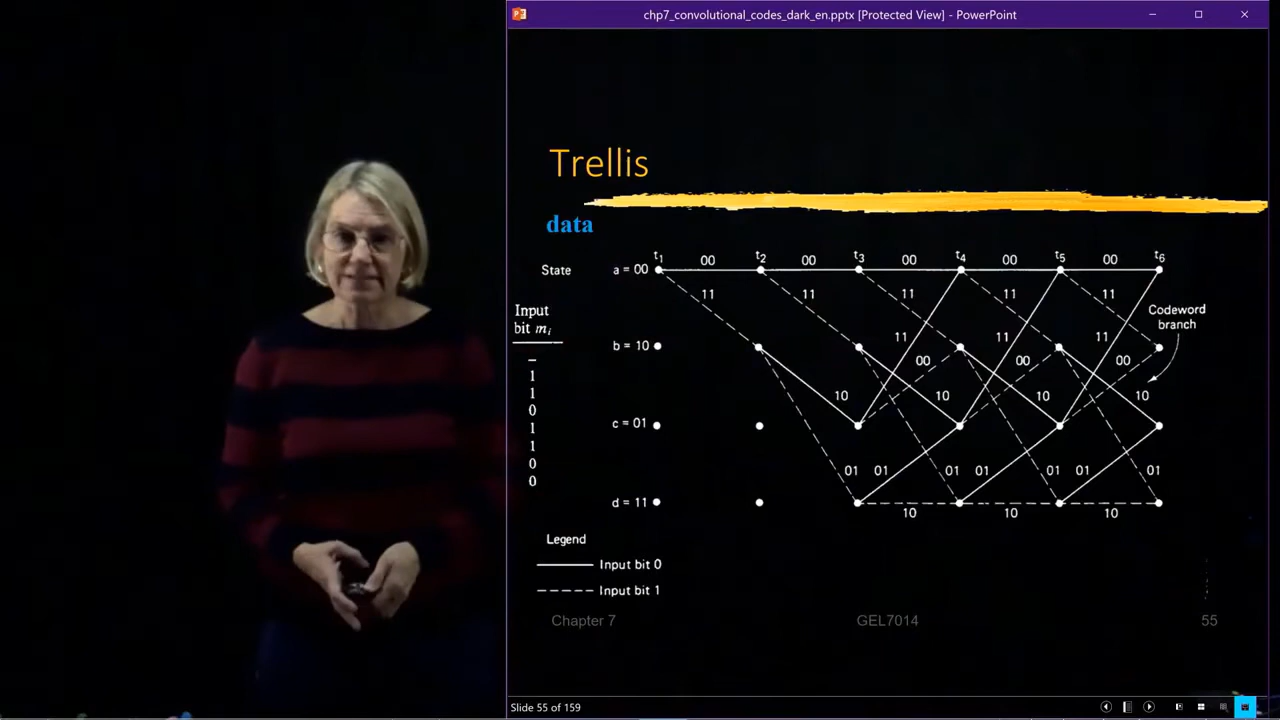 chp7_convolutional_codes_dark_en.pptx [Protected View] - PowerPoint
Trellis
data
t1 t2 t3 t4 t5 t6
00 00 00 00 00
State a = 00
11 11 11 11 11
Input
bit mi
Codeword
branch
11 11 11
b = 10
00 00 00
–
1
1
0
1
1
0
0
10 10 10 10
c = 01
01 01 01 01 01 01 01
d = 11
10 10 10
Legend
Input bit 0
Input bit 1
Chapter 7 GEL7014 55
Slide 55 of 159